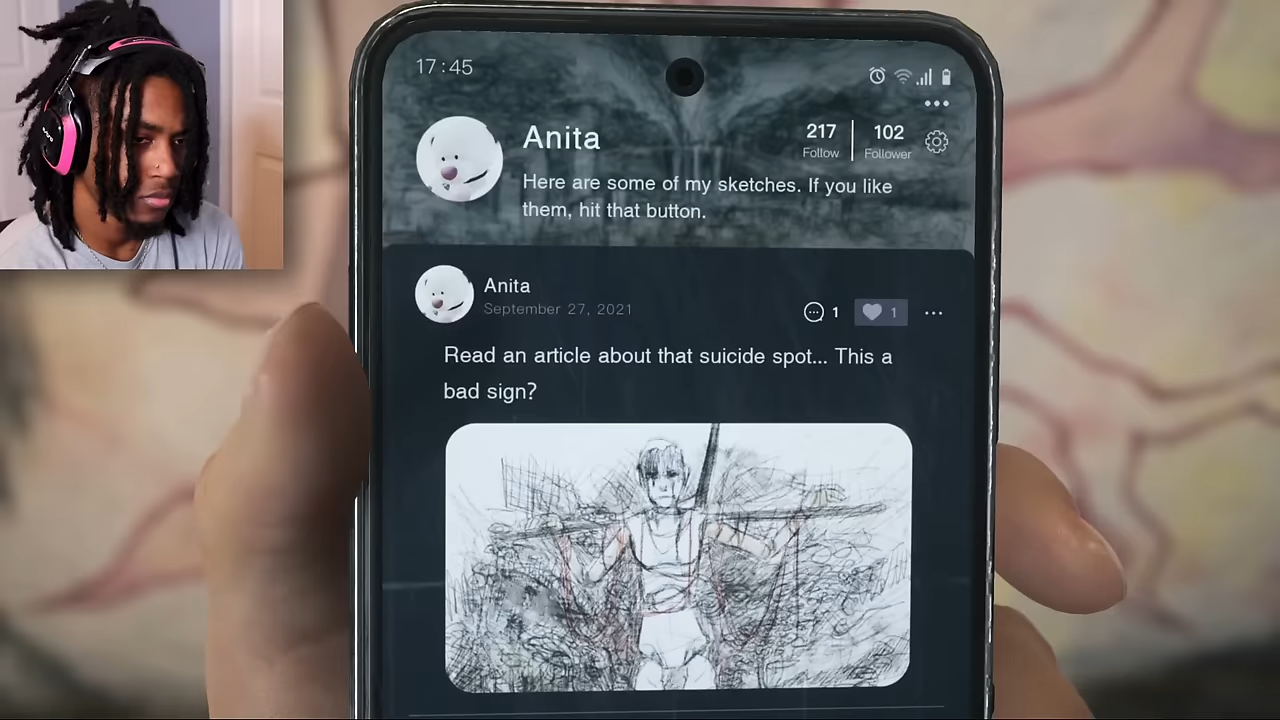 17:45
Anita
217
Follow
102
Follower
Here are some of my sketches. If you like
them, hit that button.
Anita
September 27, 2021
1
1
Read an article about that suicide spot... This a
bad sign?